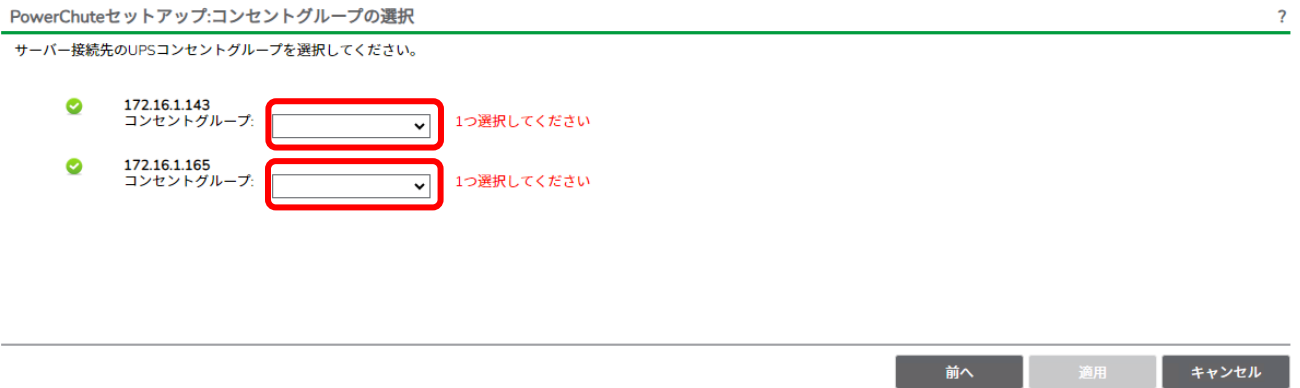 PowerChuteセットアップ:コンセントグループの選択 ?
サーバー接続先のUPSコンセントグループを選択してください。
172.16.1.143
コンセントグループ: 1つ選択してください
172.16.1.165
コンセントグループ: 1つ選択してください
前へ 適用 キャンセル